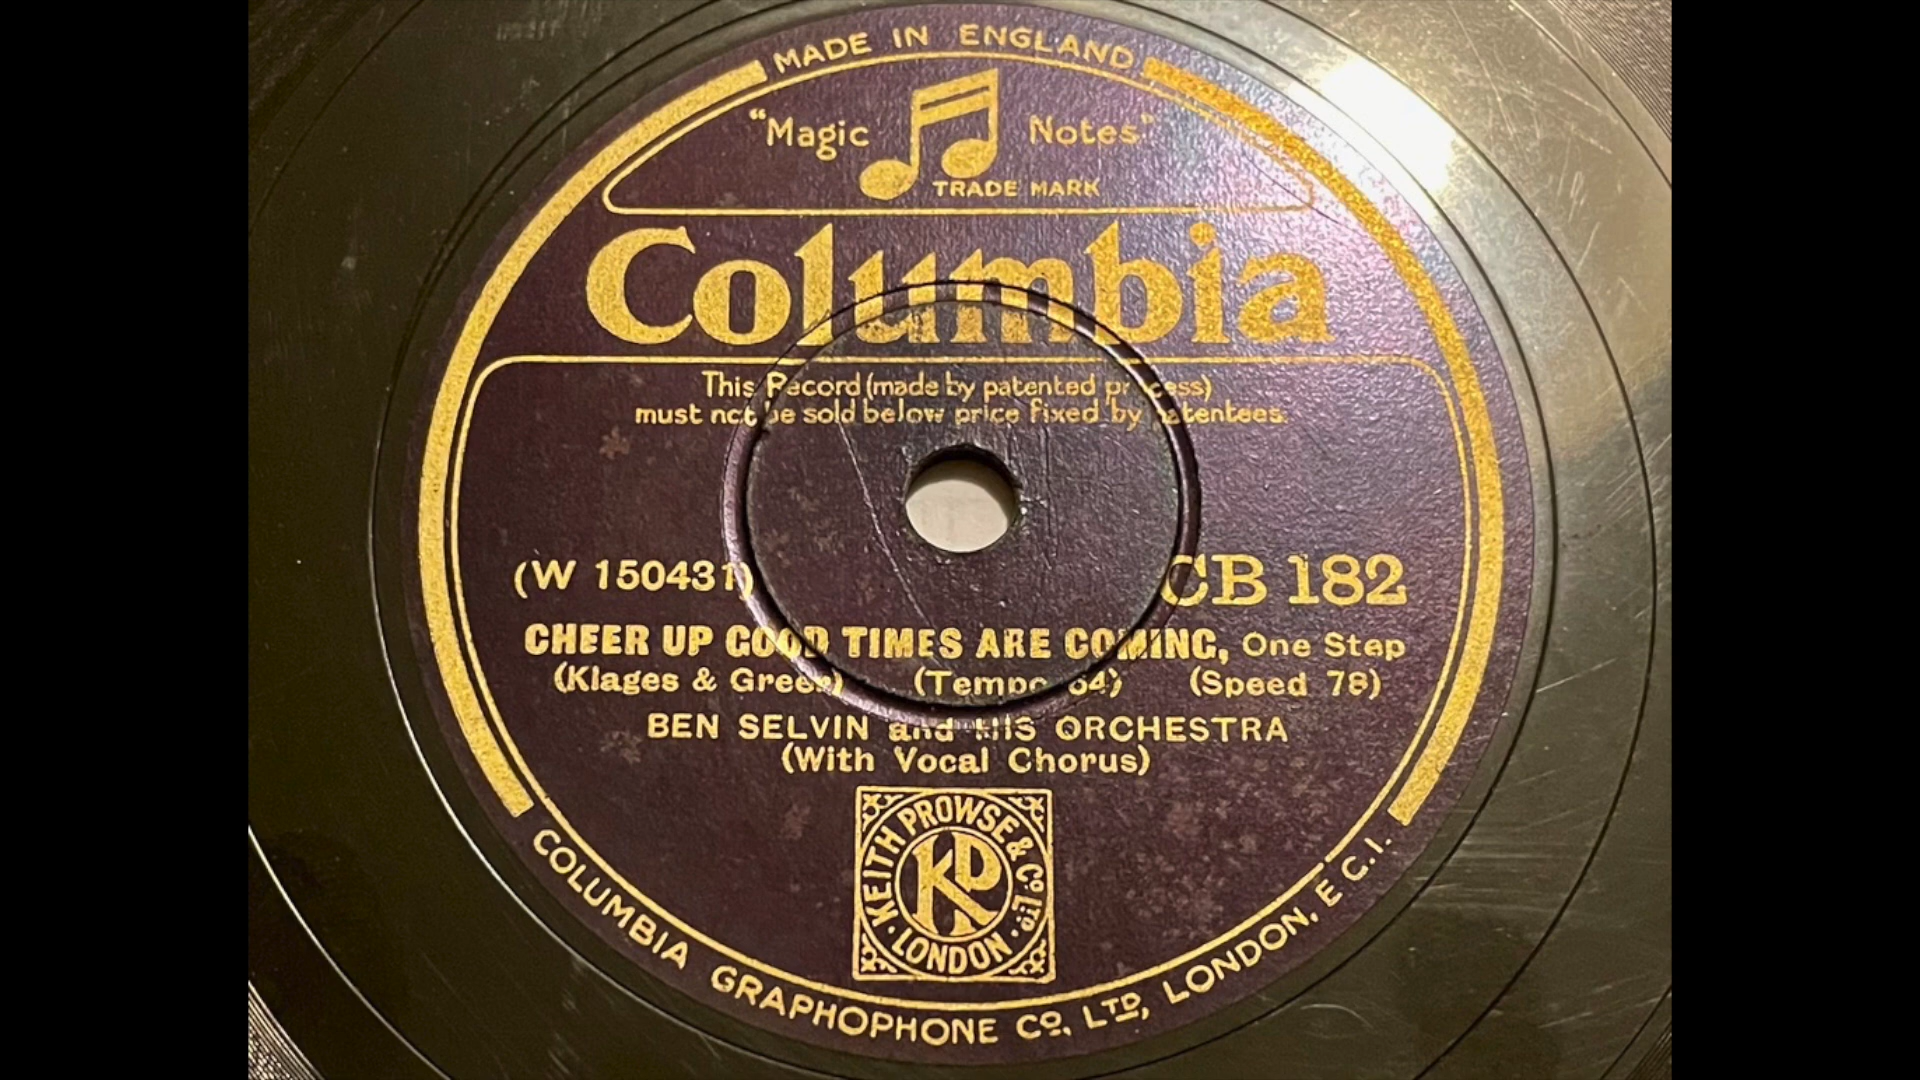 MADE IN ENGLAND
"Magic Notes"
TRADE MARK
Columbia
This Record (made by patented process)
must not be sold below price fixed by patentees.
(W 150431) CB 182
CHEER UP GOOD TIMES ARE COMING, One Step
(Klages & Greer) (Tempo 64) (Speed 78)
BEN SELVIN and HIS ORCHESTRA
(With Vocal Chorus)
KEITH PROWSE & Cº LTD
KP
LONDON
COLUMBIA GRAPHOPHONE Cº. LTD, LONDON, E.C.1.